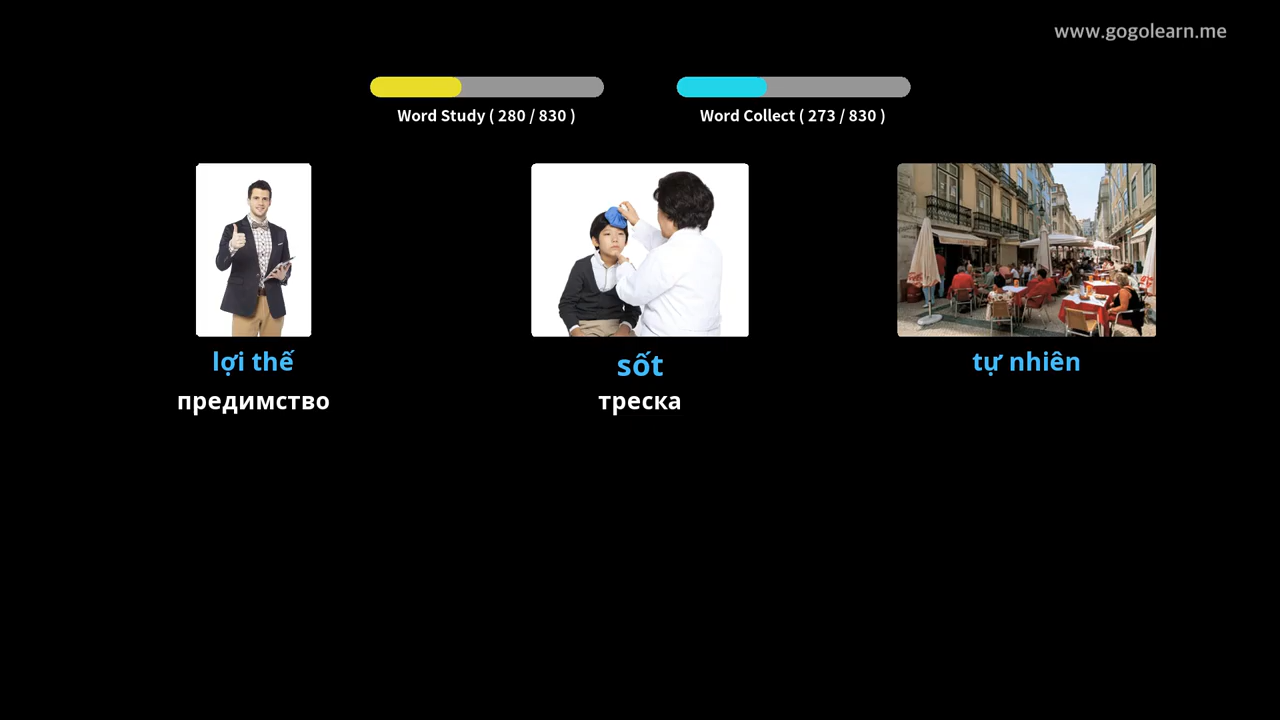 www.gogolearn.me
Word Study ( 280 / 830 )
Word Collect ( 273 / 830 )
lợi thế
предимство
sốt
треска
tự nhiên